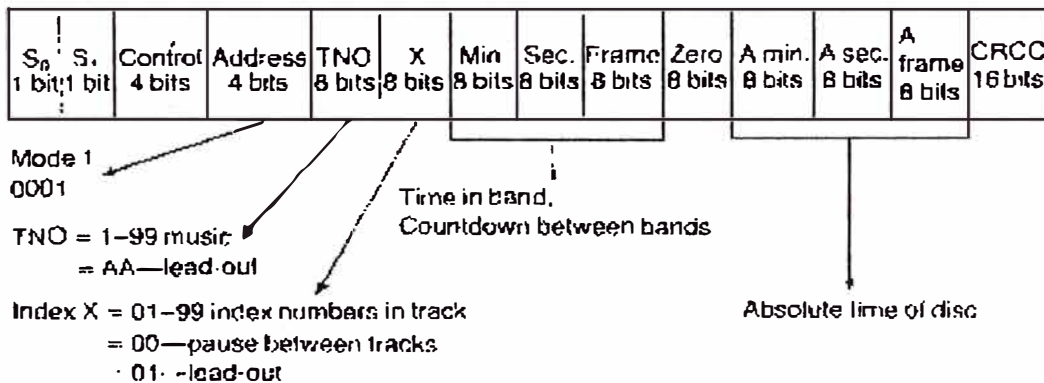 S0 S1 Control Address TNO X Min Sec. Frame Zero A min. A sec. A frame CRCC
1 bit 1 bit 4 bits 4 bits 8 bits 8 bits 8 bits 8 bits 8 bits 8 bits 8 bits 8 bits 8 bits 16 bits
Mode 1
0001
Time in band,
Countdown between bands
TNO = 1–99 music
= AA—lead-out
Index X = 01–99 index numbers in track
= 00—pause between tracks
01 -lead-out
Absolute time of disc